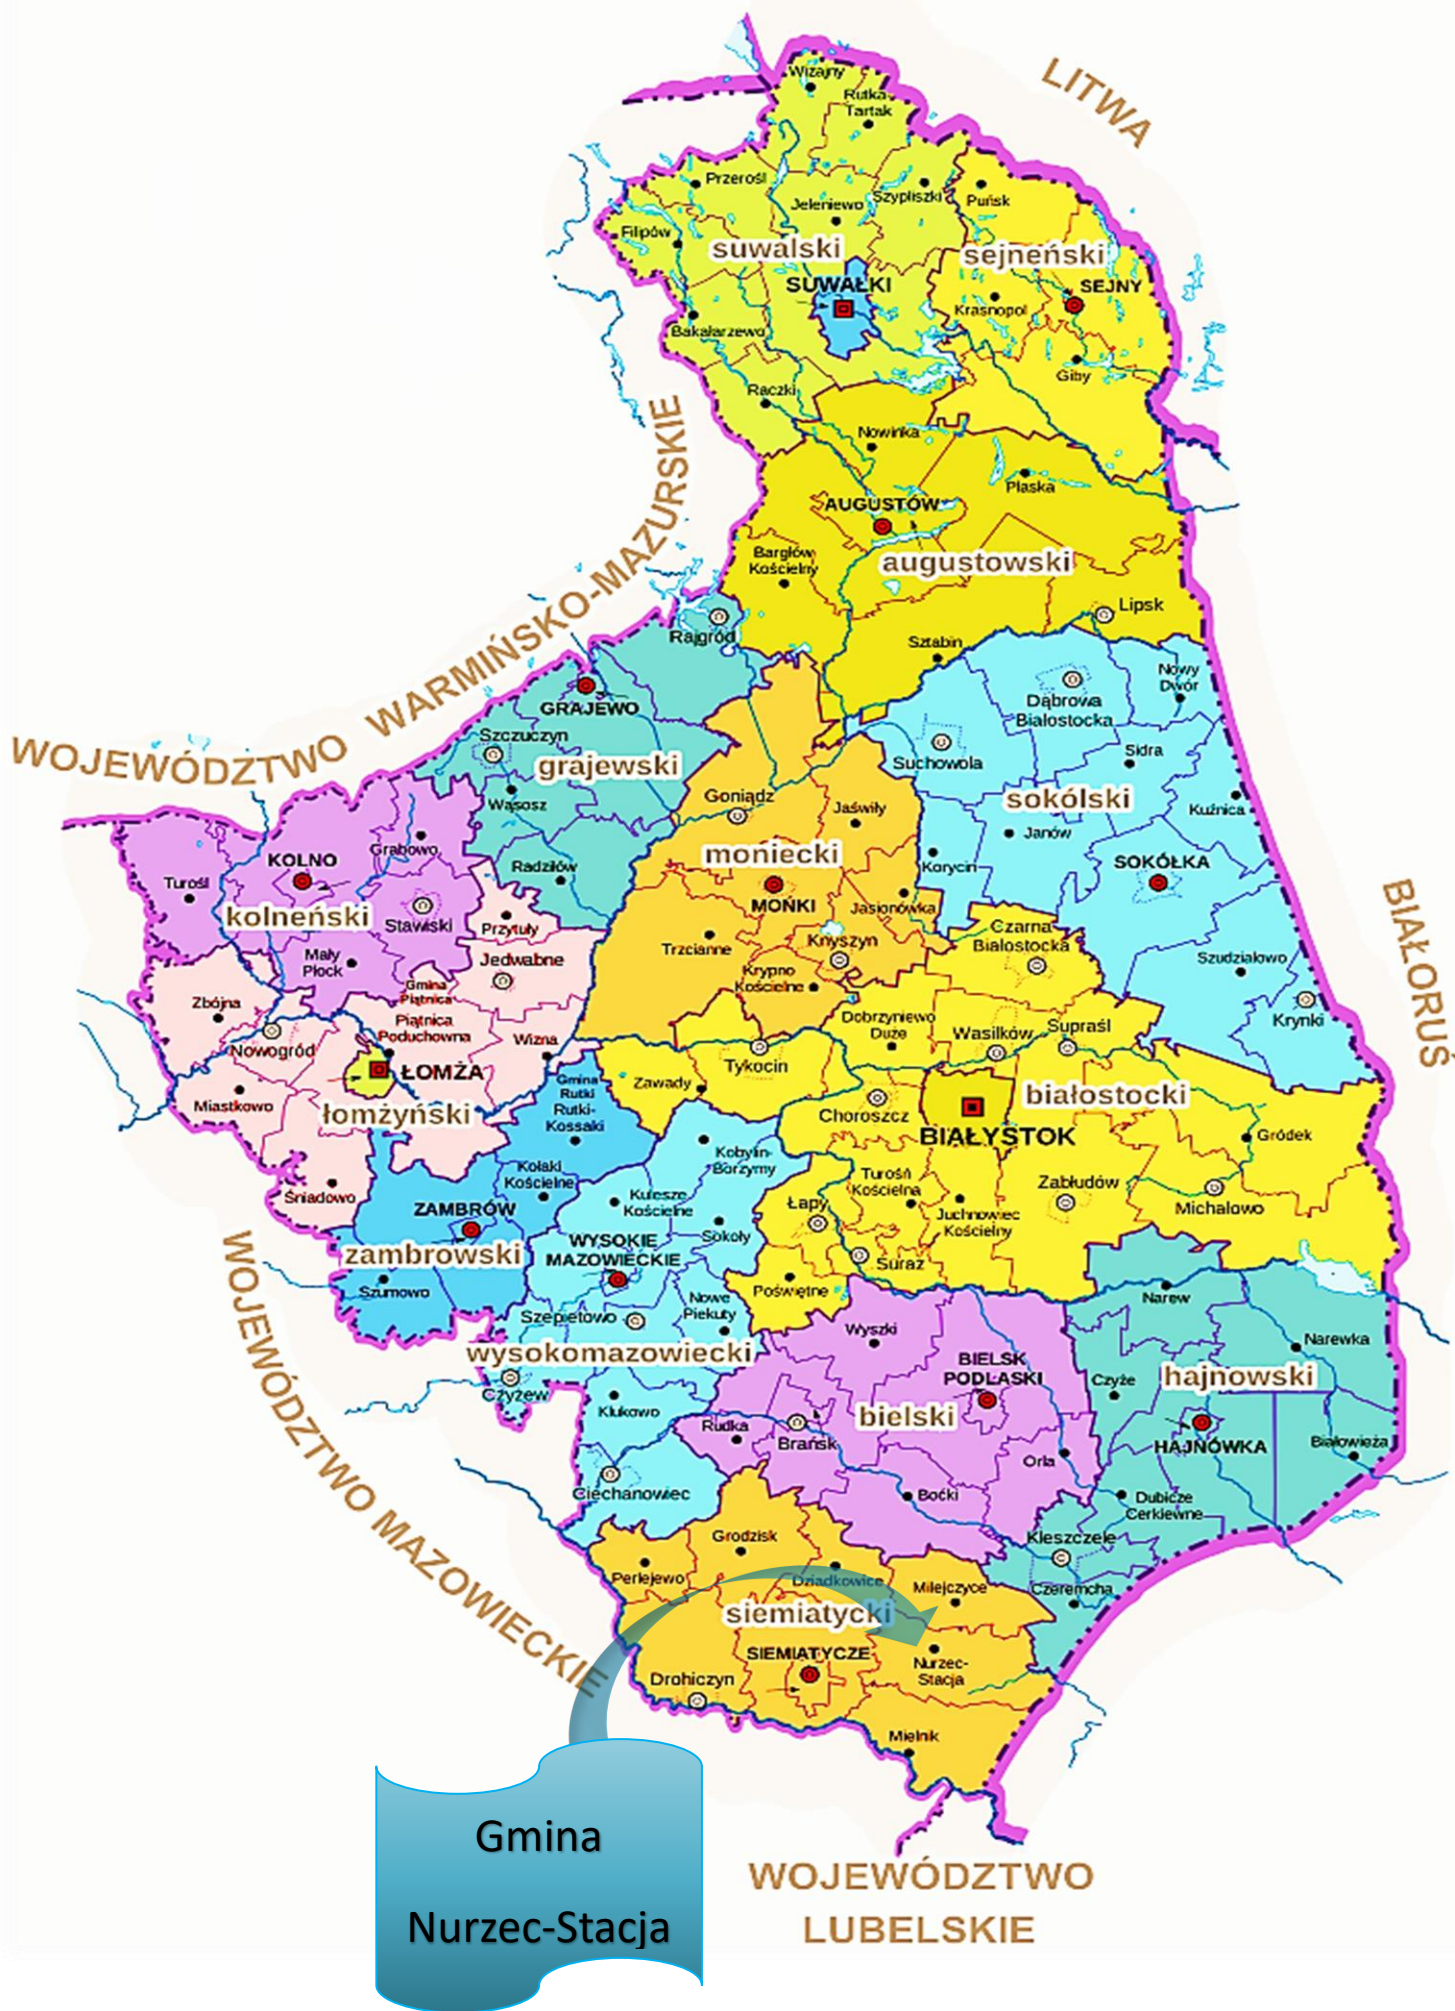 LITWA
Wizajny
Rutka-
Tartak
Przerośl
Szypliszki
Puńsk
Jeleniewo
Filipów
suwalski
sejneński
SUWAŁKI
SEJNY
Krasnopol
Bakałarzewo
Giby
Raczki
Nowinka
Płaska
AUGUSTÓW
Bargłów
Kościelny
augustowski
Lipsk
Rajgród
Sztabin
WOJEWÓDZTWO WARMIŃSKO-MAZURSKIE
GRAJEWO
Nowy
Dwór
Dąbrowa
Białostocka
Szczuczyn
grajewski
Suchowola
Sidra
Wąsosz
Goniądz
Jaświły
sokólski
Kuźnica
Janów
KOLNO
Grabowo
Radziłów
moniecki
Korycin
SOKÓŁKA
BIAŁORUŚ
Turośl
kolneński
Stawiski
Przytuły
MOŃKI
Jasionówka
Trzcianne
Knyszyn
Czarna
Białostocka
Mały
Płock
Jedwabne
Krypno
Kościelne
Szudziałowo
Zbójna
Gmina
Piątnica
Piątnica
Poduchowna
Wizna
Dobrzyniewo
Duże
Wasilków
Supraśl
Krynki
Nowogród
Tykocin
ŁOMŻA
Zawady
Miastkowo
łomżyński
Gmina
Rutki
Rutki-
Kossaki
Choroszcz
białostocki
BIAŁYSTOK
Gródek
Kobylin-
Borzymy
Kołaki
Kościelne
Turośń
Kościelna
Zabłudów
Śniadowo
Kulesze
Kościelne
Łapy
Juchnowiec
Kościelny
Michałowo
ZAMBRÓW
Sokoły
WYSOKIE
MAZOWIECKIE
zambrowski
Suraż
Szumowo
Poświętne
Narew
Nowe
Piekuty
Szepietowo
Wyszki
Narewka
wysokomazowiecki
BIELSK
PODLASKI
hajnowski
Czyżew
Czyże
Klukowo
bielski
Rudka
Brańsk
HAJNÓWKA
Białowieża
Orla
Ciechanowiec
Boćki
Dubicze
Cerkiewne
WOJEWÓDZTWO MAZOWIECKIE
Grodzisk
Kleszczele
Perlejewo
Dziadkowice
Milejczyce
Czeremcha
siemiatycki
SIEMIATYCZE
Nurzec-
Stacja
Drohiczyn
Mielnik
Gmina
Nurzec-Stacja
WOJEWÓDZTWO
LUBELSKIE